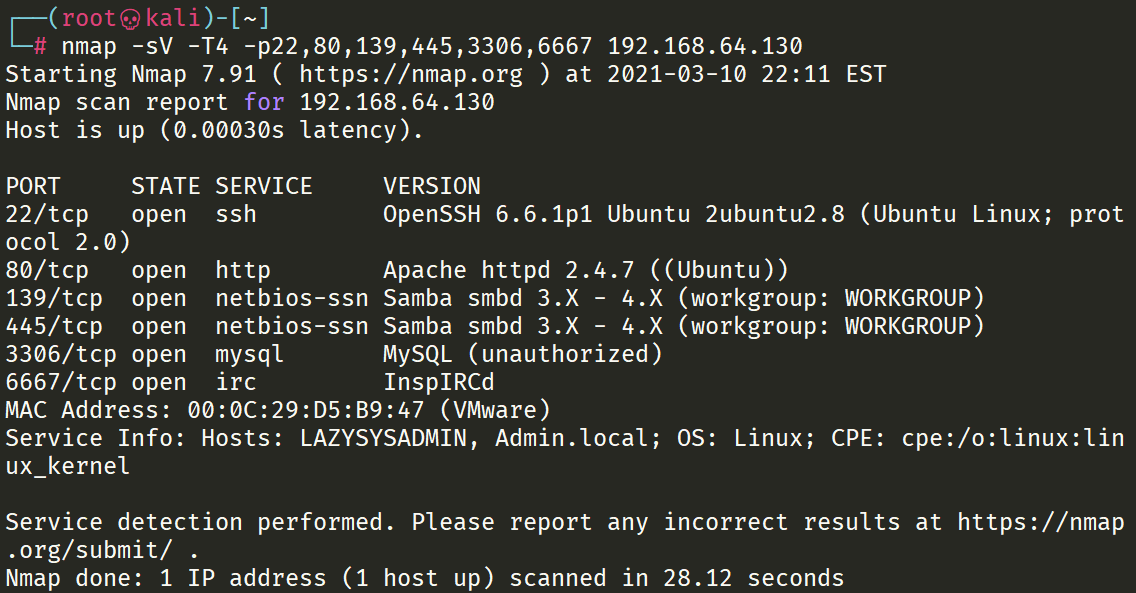 ┌──(root💀kali)-[~]
└─# nmap -sV -T4 -p22,80,139,445,3306,6667 192.168.64.130
Starting Nmap 7.91 ( https://nmap.org ) at 2021-03-10 22:11 EST
Nmap scan report for 192.168.64.130
Host is up (0.00030s latency).

PORT     STATE SERVICE     VERSION
22/tcp   open  ssh         OpenSSH 6.6.1p1 Ubuntu 2ubuntu2.8 (Ubuntu Linux; prot
ocol 2.0)
80/tcp   open  http        Apache httpd 2.4.7 ((Ubuntu))
139/tcp  open  netbios-ssn Samba smbd 3.X - 4.X (workgroup: WORKGROUP)
445/tcp  open  netbios-ssn Samba smbd 3.X - 4.X (workgroup: WORKGROUP)
3306/tcp open  mysql       MySQL (unauthorized)
6667/tcp open  irc         InspIRCd
MAC Address: 00:0C:29:D5:B9:47 (VMware)
Service Info: Hosts: LAZYSYSADMIN, Admin.local; OS: Linux; CPE: cpe:/o:linux:lin
ux_kernel

Service detection performed. Please report any incorrect results at https://nmap
.org/submit/ .
Nmap done: 1 IP address (1 host up) scanned in 28.12 seconds